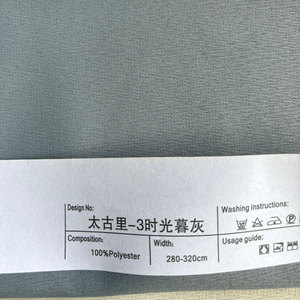 Design No:
太古里-3时光暮灰
Washing instructions:
Composition:
100%Polyester
Width:
280-320cm
Usage guide: